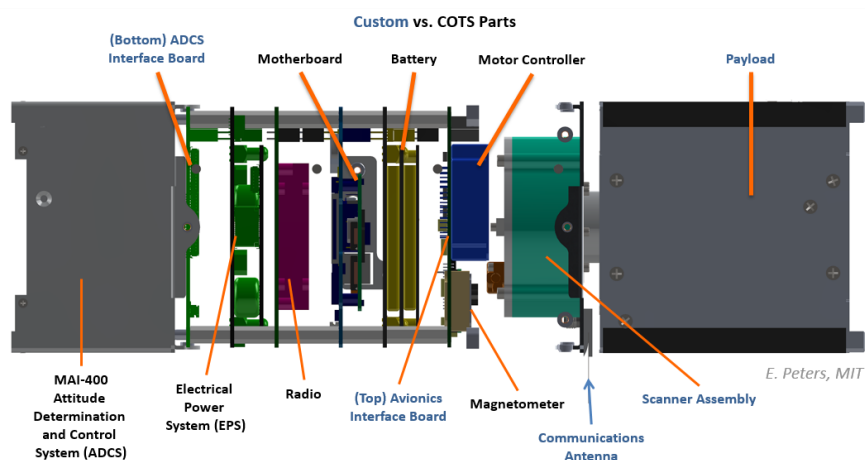 Custom vs. COTS Parts
(Bottom) ADCS
Interface Board
Motherboard
Battery
Motor Controller
Payload
MAI-400
Attitude
Determination
and Control
System (ADCS)
Electrical
Power
System (EPS)
Radio
(Top) Avionics
Interface Board
Magnetometer
Communications
Antenna
Scanner Assembly
E. Peters, MIT